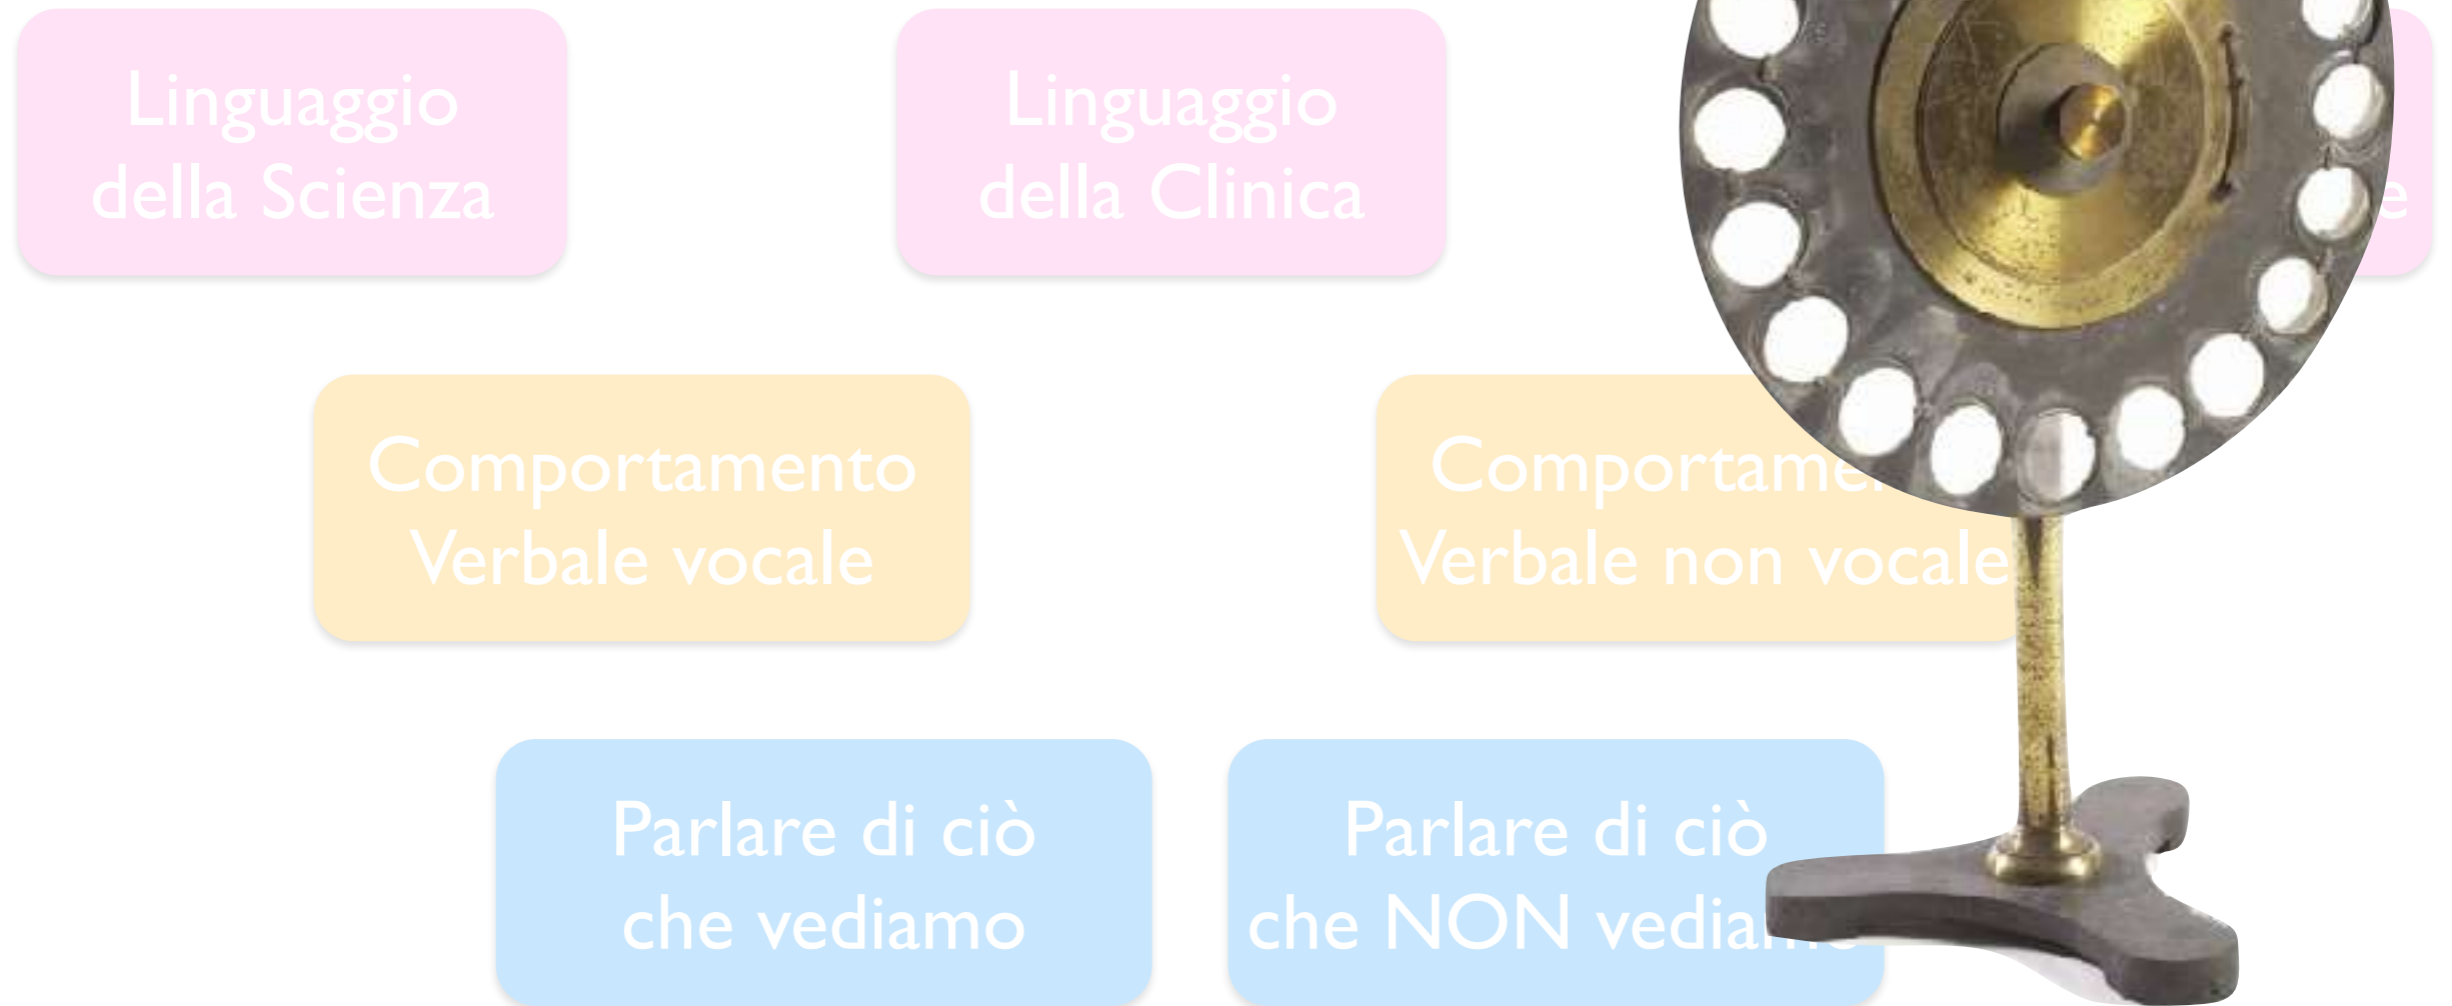 Linguaggio
della Scienza
Linguaggio
della Clinica
Comportamento
Verbale vocale
Verbale non vocale
Parlare di ciò
che vediamo
Parlare di ciò
che NON